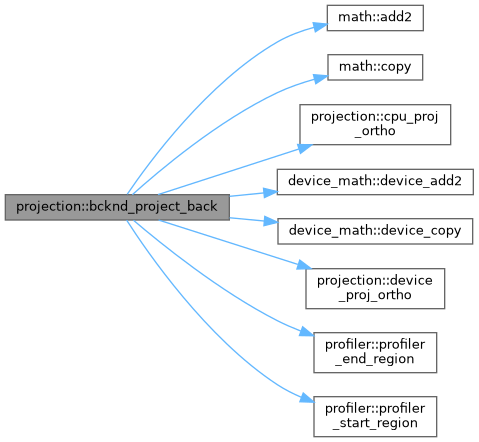 math::add2
math::copy
projection::cpu_proj
_ortho
projection::bcknd_project_back
device_math::device_add2
device_math::device_copy
projection::device
_proj_ortho
profiler::profiler
_end_region
profiler::profiler
_start_region